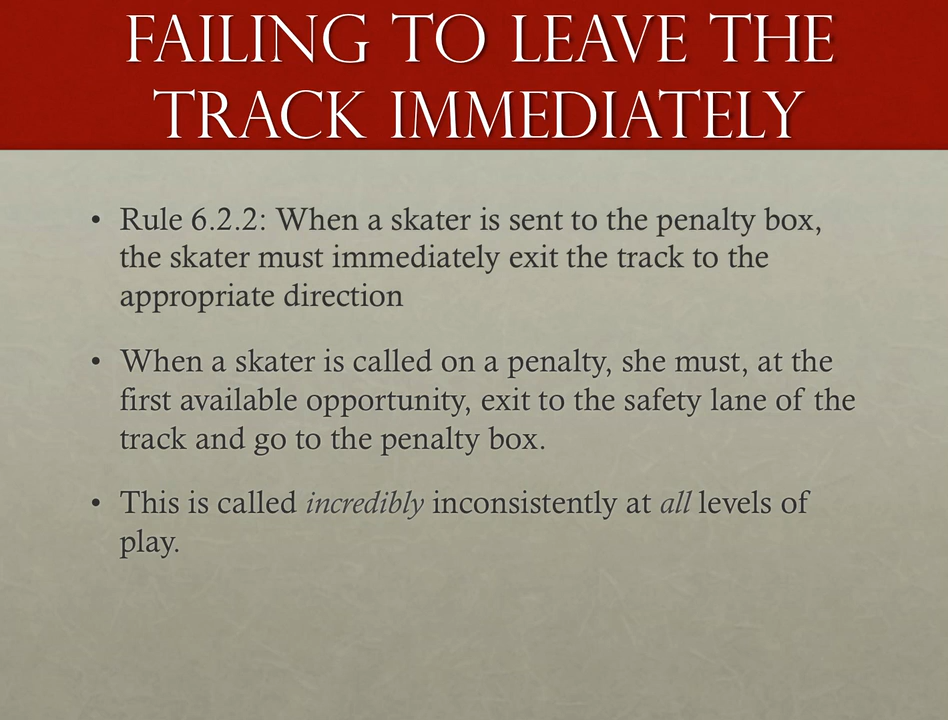 FAILING TO LEAVE THE
TRACK IMMEDIATELY
• Rule 6.2.2: When a skater is sent to the penalty box,
the skater must immediately exit the track to the
appropriate direction
• When a skater is called on a penalty, she must, at the
first available opportunity, exit to the safety lane of the
track and go to the penalty box.
• This is called incredibly inconsistently at all levels of
play.